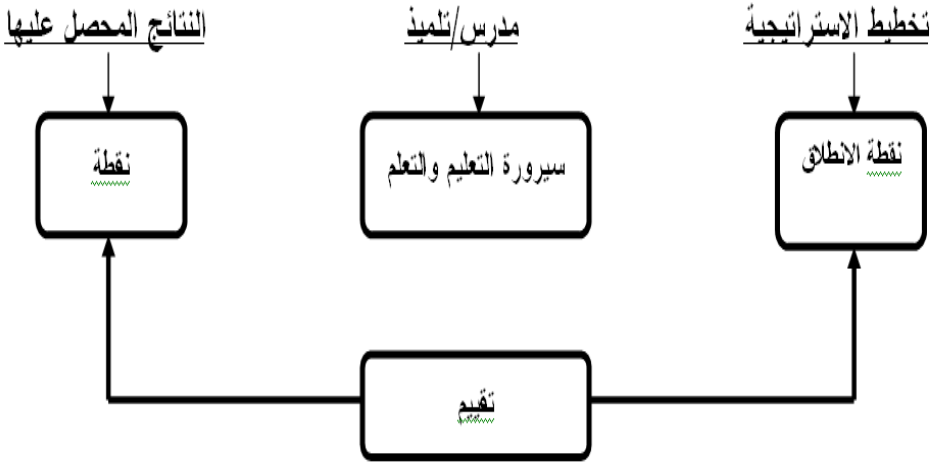 تخطيط الاستراتيجية
مدرس/تلميذ
النتائج المحصل عليها
نقطة الانطلاق
سيرورة التعليم والتعلم
نقطة
تقييم